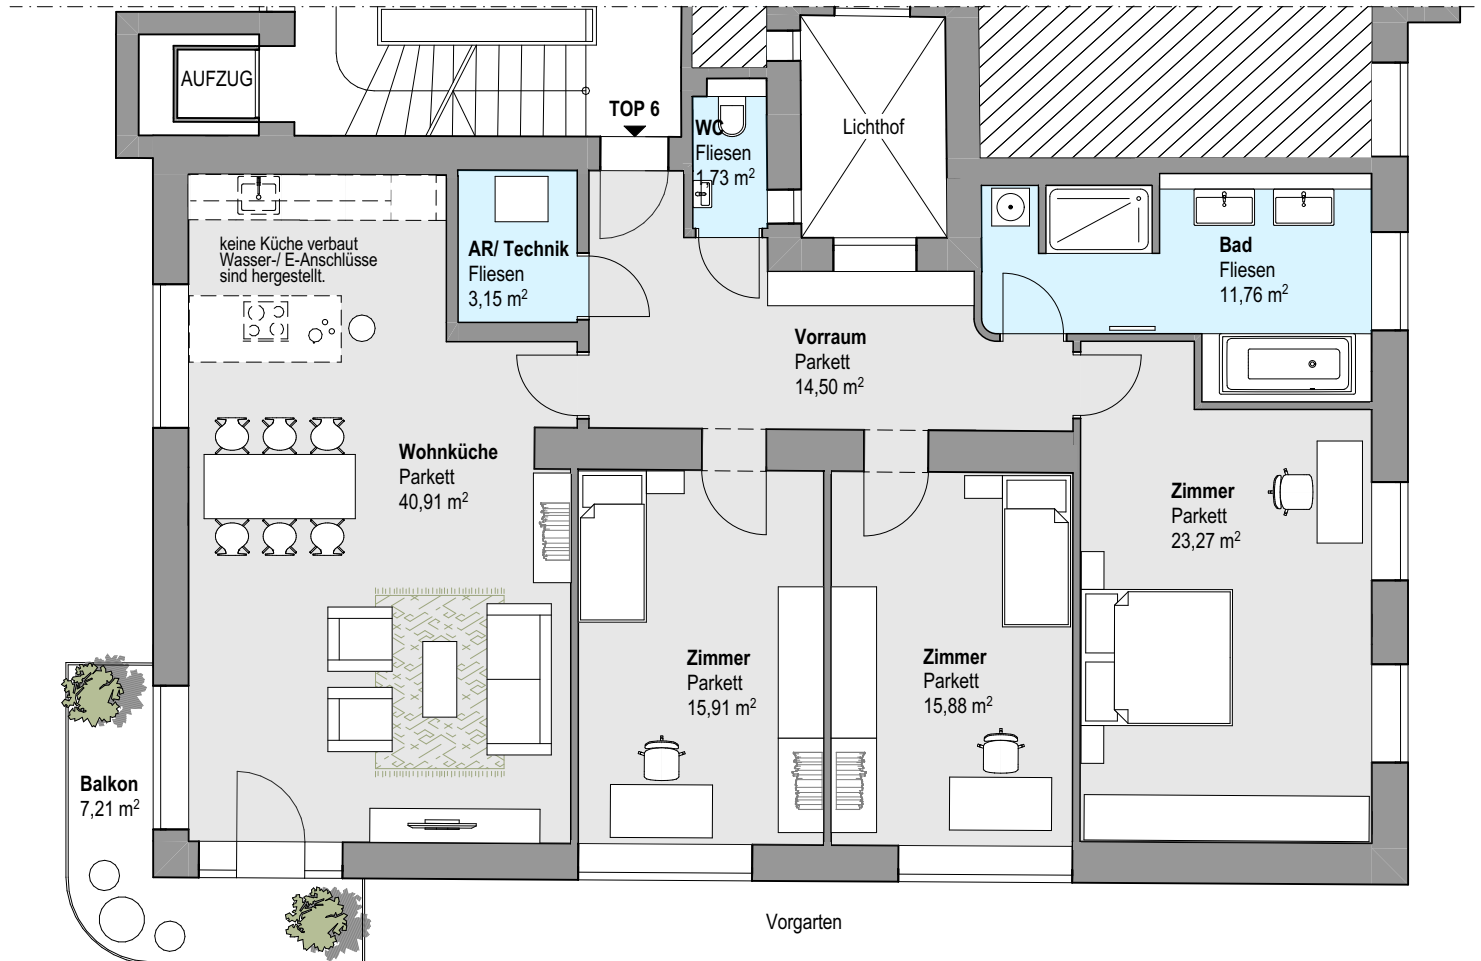 AUFZUG
TOP 6
WC
Fliesen
1,73 m²
Lichthof
keine Küche verbaut
Wasser-/ E-Anschlüsse
sind hergestellt.
AR/ Technik
Fliesen
3,15 m²
Bad
Fliesen
11,76 m²
Vorraum
Parkett
14,50 m²
Wohnküche
Parkett
40,91 m²
Zimmer
Parkett
23,27 m²
Zimmer
Parkett
15,91 m²
Zimmer
Parkett
15,88 m²
Balkon
7,21 m²
Vorgarten